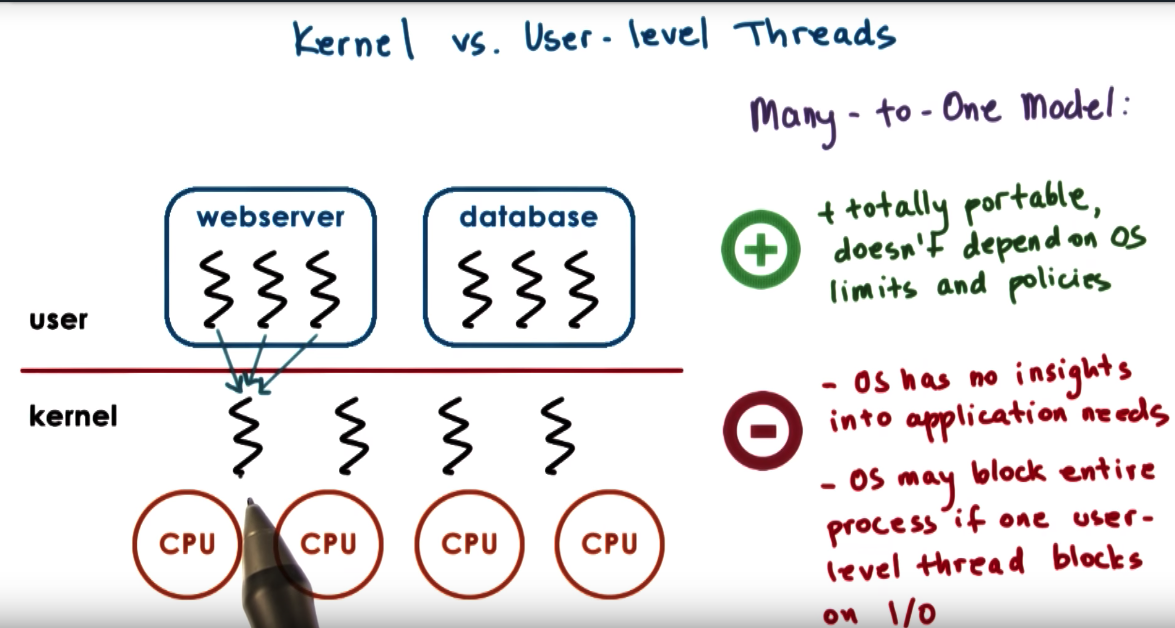 Kernel vs. User-level Threads
Many-to-One Model:
webserver
database
+ totally portable,
doesn't depend on OS
limits and policies
user
kernel
- OS has no insights
into application needs
- OS may block entire
process if one user-
level thread blocks
on I/O
CPU
CPU
CPU
CPU